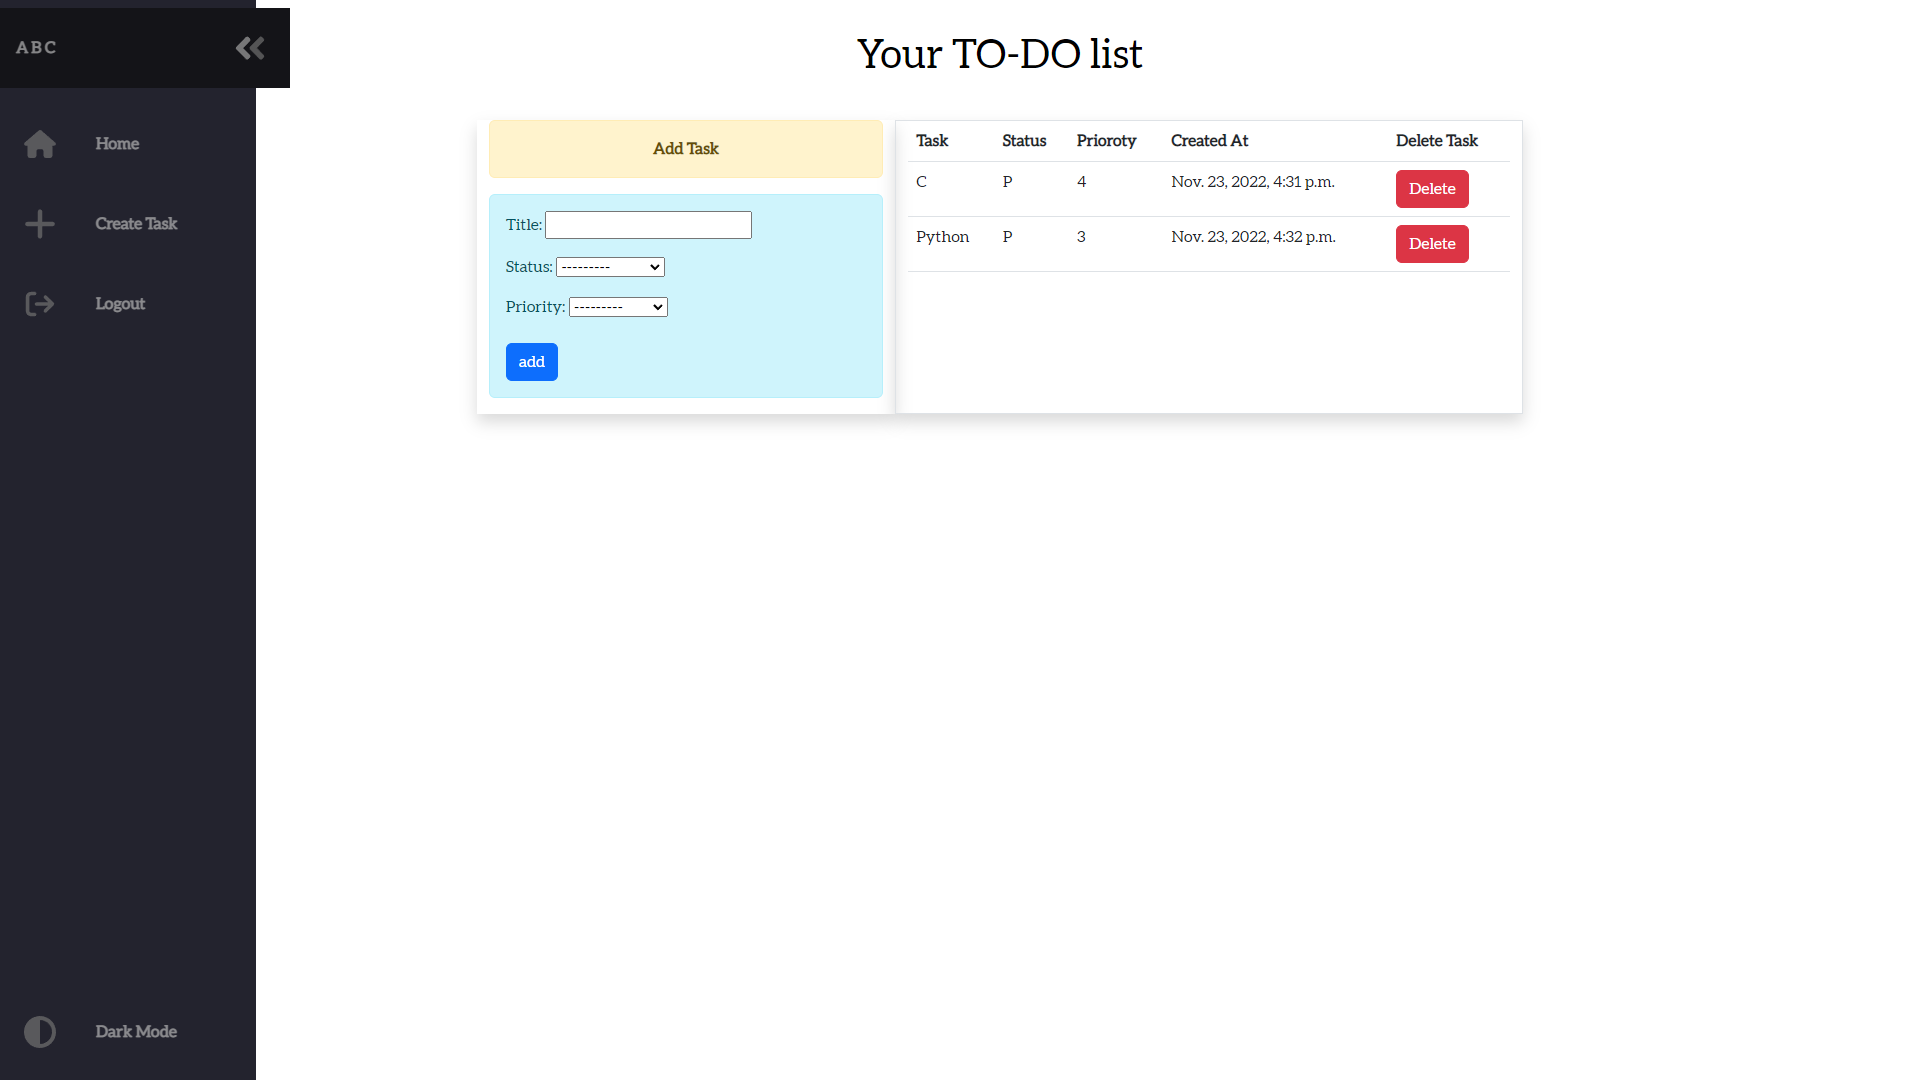 ABC
Home
Create Task
Logout
Dark Mode
Your TO-DO list
Add Task
Title:
Status: ---------
Priority: ---------
add
Task Status Prioroty Created At Delete Task
C P 4 Nov. 23, 2022, 4:31 p.m. Delete
Python P 3 Nov. 23, 2022, 4:32 p.m. Delete